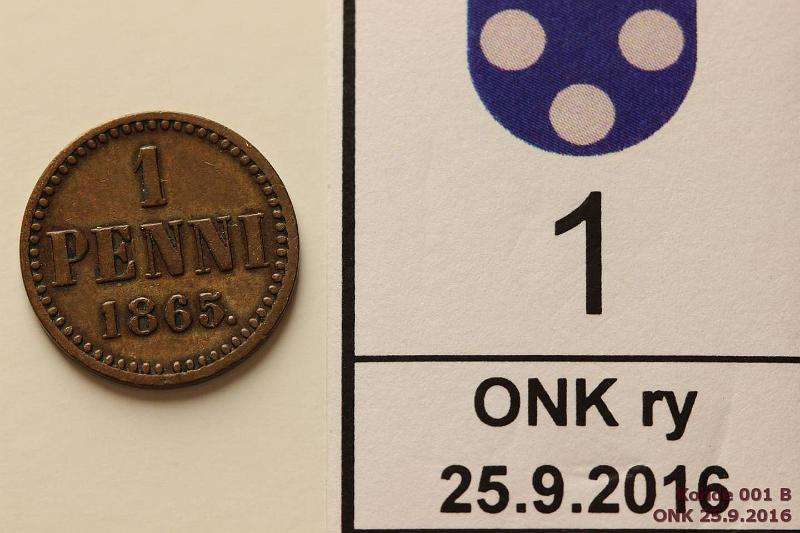 1
PENNI
1865.
1
ONK ry
25.9.2016
Kohde 001 B
ONK 25.9.2016